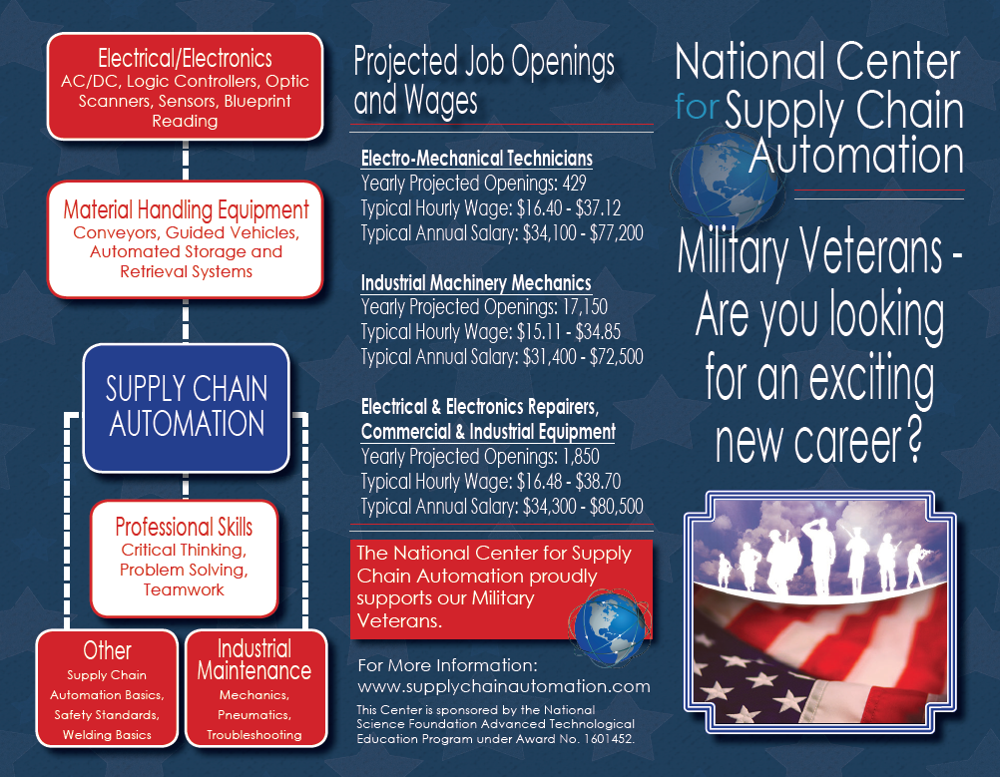 Electrical/Electronics
AC/DC, Logic Controllers, Optic
Scanners, Sensors, Blueprint
Reading
Material Handling Equipment
Conveyors, Guided Vehicles,
Automated Storage and
Retrieval Systems
SUPPLY CHAIN
AUTOMATION
Professional Skills
Critical Thinking,
Problem Solving,
Teamwork
Other
Supply Chain
Automation Basics,
Safety Standards,
Welding Basics
Industrial
Maintenance
Mechanics,
Pneumatics,
Troubleshooting
Projected Job Openings
and Wages
Electro-Mechanical Technicians
Yearly Projected Openings: 429
Typical Hourly Wage: $16.40 - $37.12
Typical Annual Salary: $34,100 - $77,200
Industrial Machinery Mechanics
Yearly Projected Openings: 17,150
Typical Hourly Wage: $15.11 - $34.85
Typical Annual Salary: $31,400 - $72,500
Electrical & Electronics Repairers,
Commercial & Industrial Equipment
Yearly Projected Openings: 1,850
Typical Hourly Wage: $16.48 - $38.70
Typical Annual Salary: $34,300 - $80,500
The National Center for Supply
Chain Automation proudly
supports our Military
Veterans.
For More Information:
www.supplychainautomation.com
This Center is sponsored by the National
Science Foundation Advanced Technological
Education Program under Award No. 1601452.
National Center
for Supply Chain
Automation
Military Veterans -
Are you looking
for an exciting
new career?